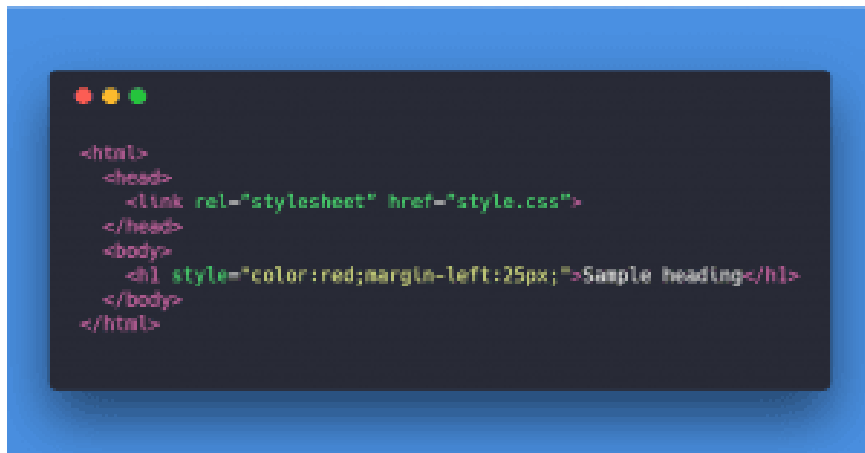 <html>
<head>
<link rel="stylesheet" href="style.css">
</head>
<body>
<h1 style="color:red;margin-left:25px;">Sample heading</h1>
</body>
</html>